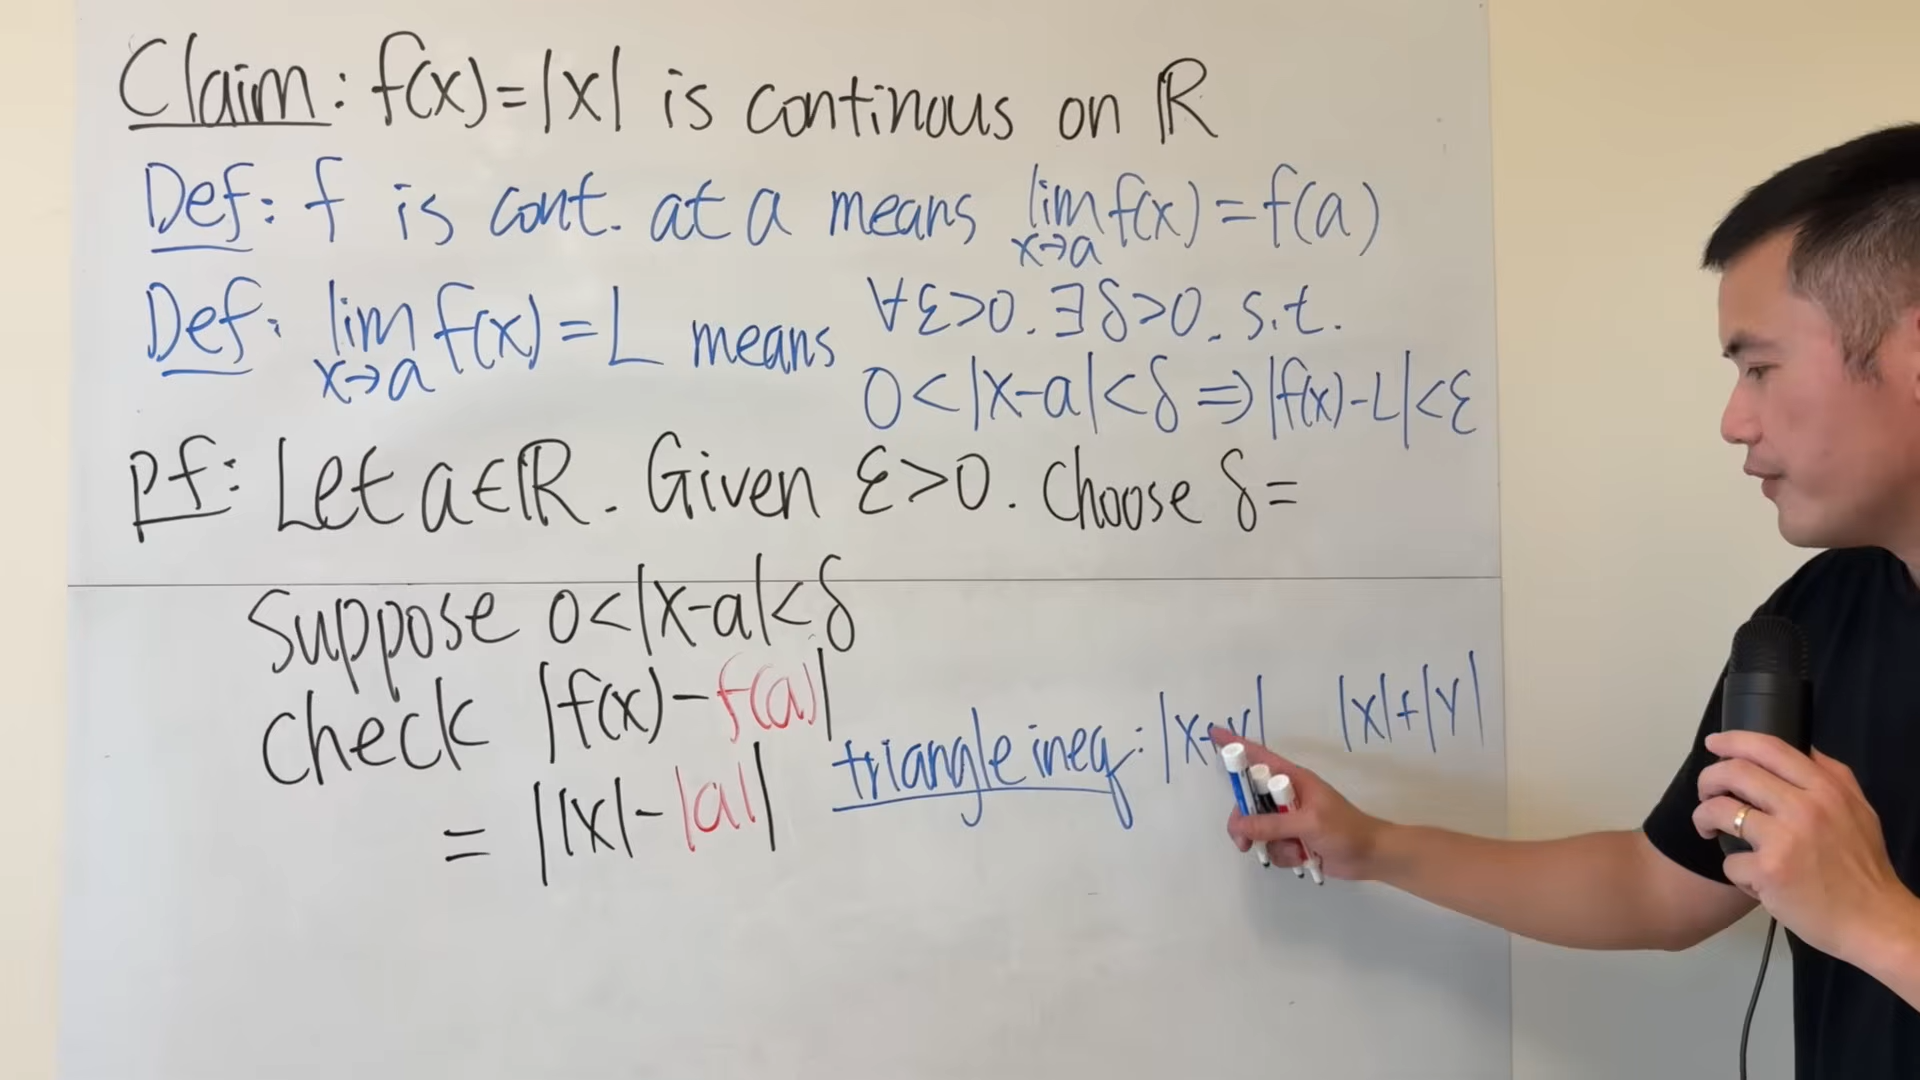 Claim: f(x)=|x| is continous on ℝ
Def: f is cont. at a means lim x→a f(x) = f(a)
Def: lim x→a f(x) = L means ∀ε>0. ∃δ>0. s.t.
0<|x-a|<δ ⇒ |f(x)-L|<ε
pf: Let a∈ℝ. Given ε>0. Choose δ=
Suppose 0<|x-a|<δ
check |f(x)-f(a)|
= ||x|-|a||
triangle ineq: |x+y| |x|+|y|